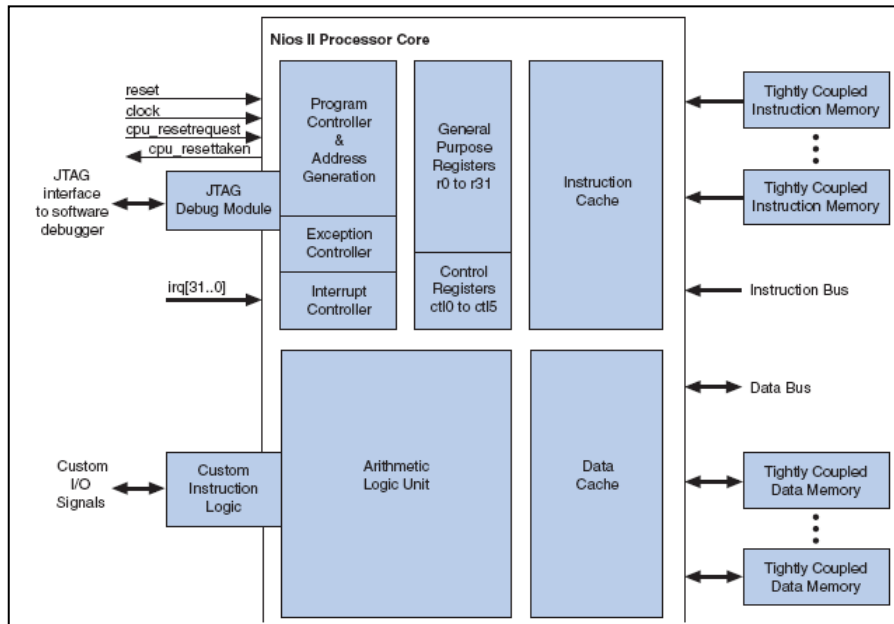 Nios II Processor Core
reset
clock
cpu_resetrequest
cpu_resettaken
JTAG
interface
to software
debugger
JTAG
Debug Module
irq[31..0]
Custom
I/O
Signals
Custom
Instruction
Logic
Program
Controller
&
Address
Generation
Exception
Controller
Interrupt
Controller
General
Purpose
Registers
r0 to r31
Control
Registers
ctl0 to ctl5
Instruction
Cache
Arithmetic
Logic Unit
Data
Cache
Tightly Coupled
Instruction Memory
Tightly Coupled
Instruction Memory
Instruction Bus
Data Bus
Tightly Coupled
Data Memory
Tightly Coupled
Data Memory